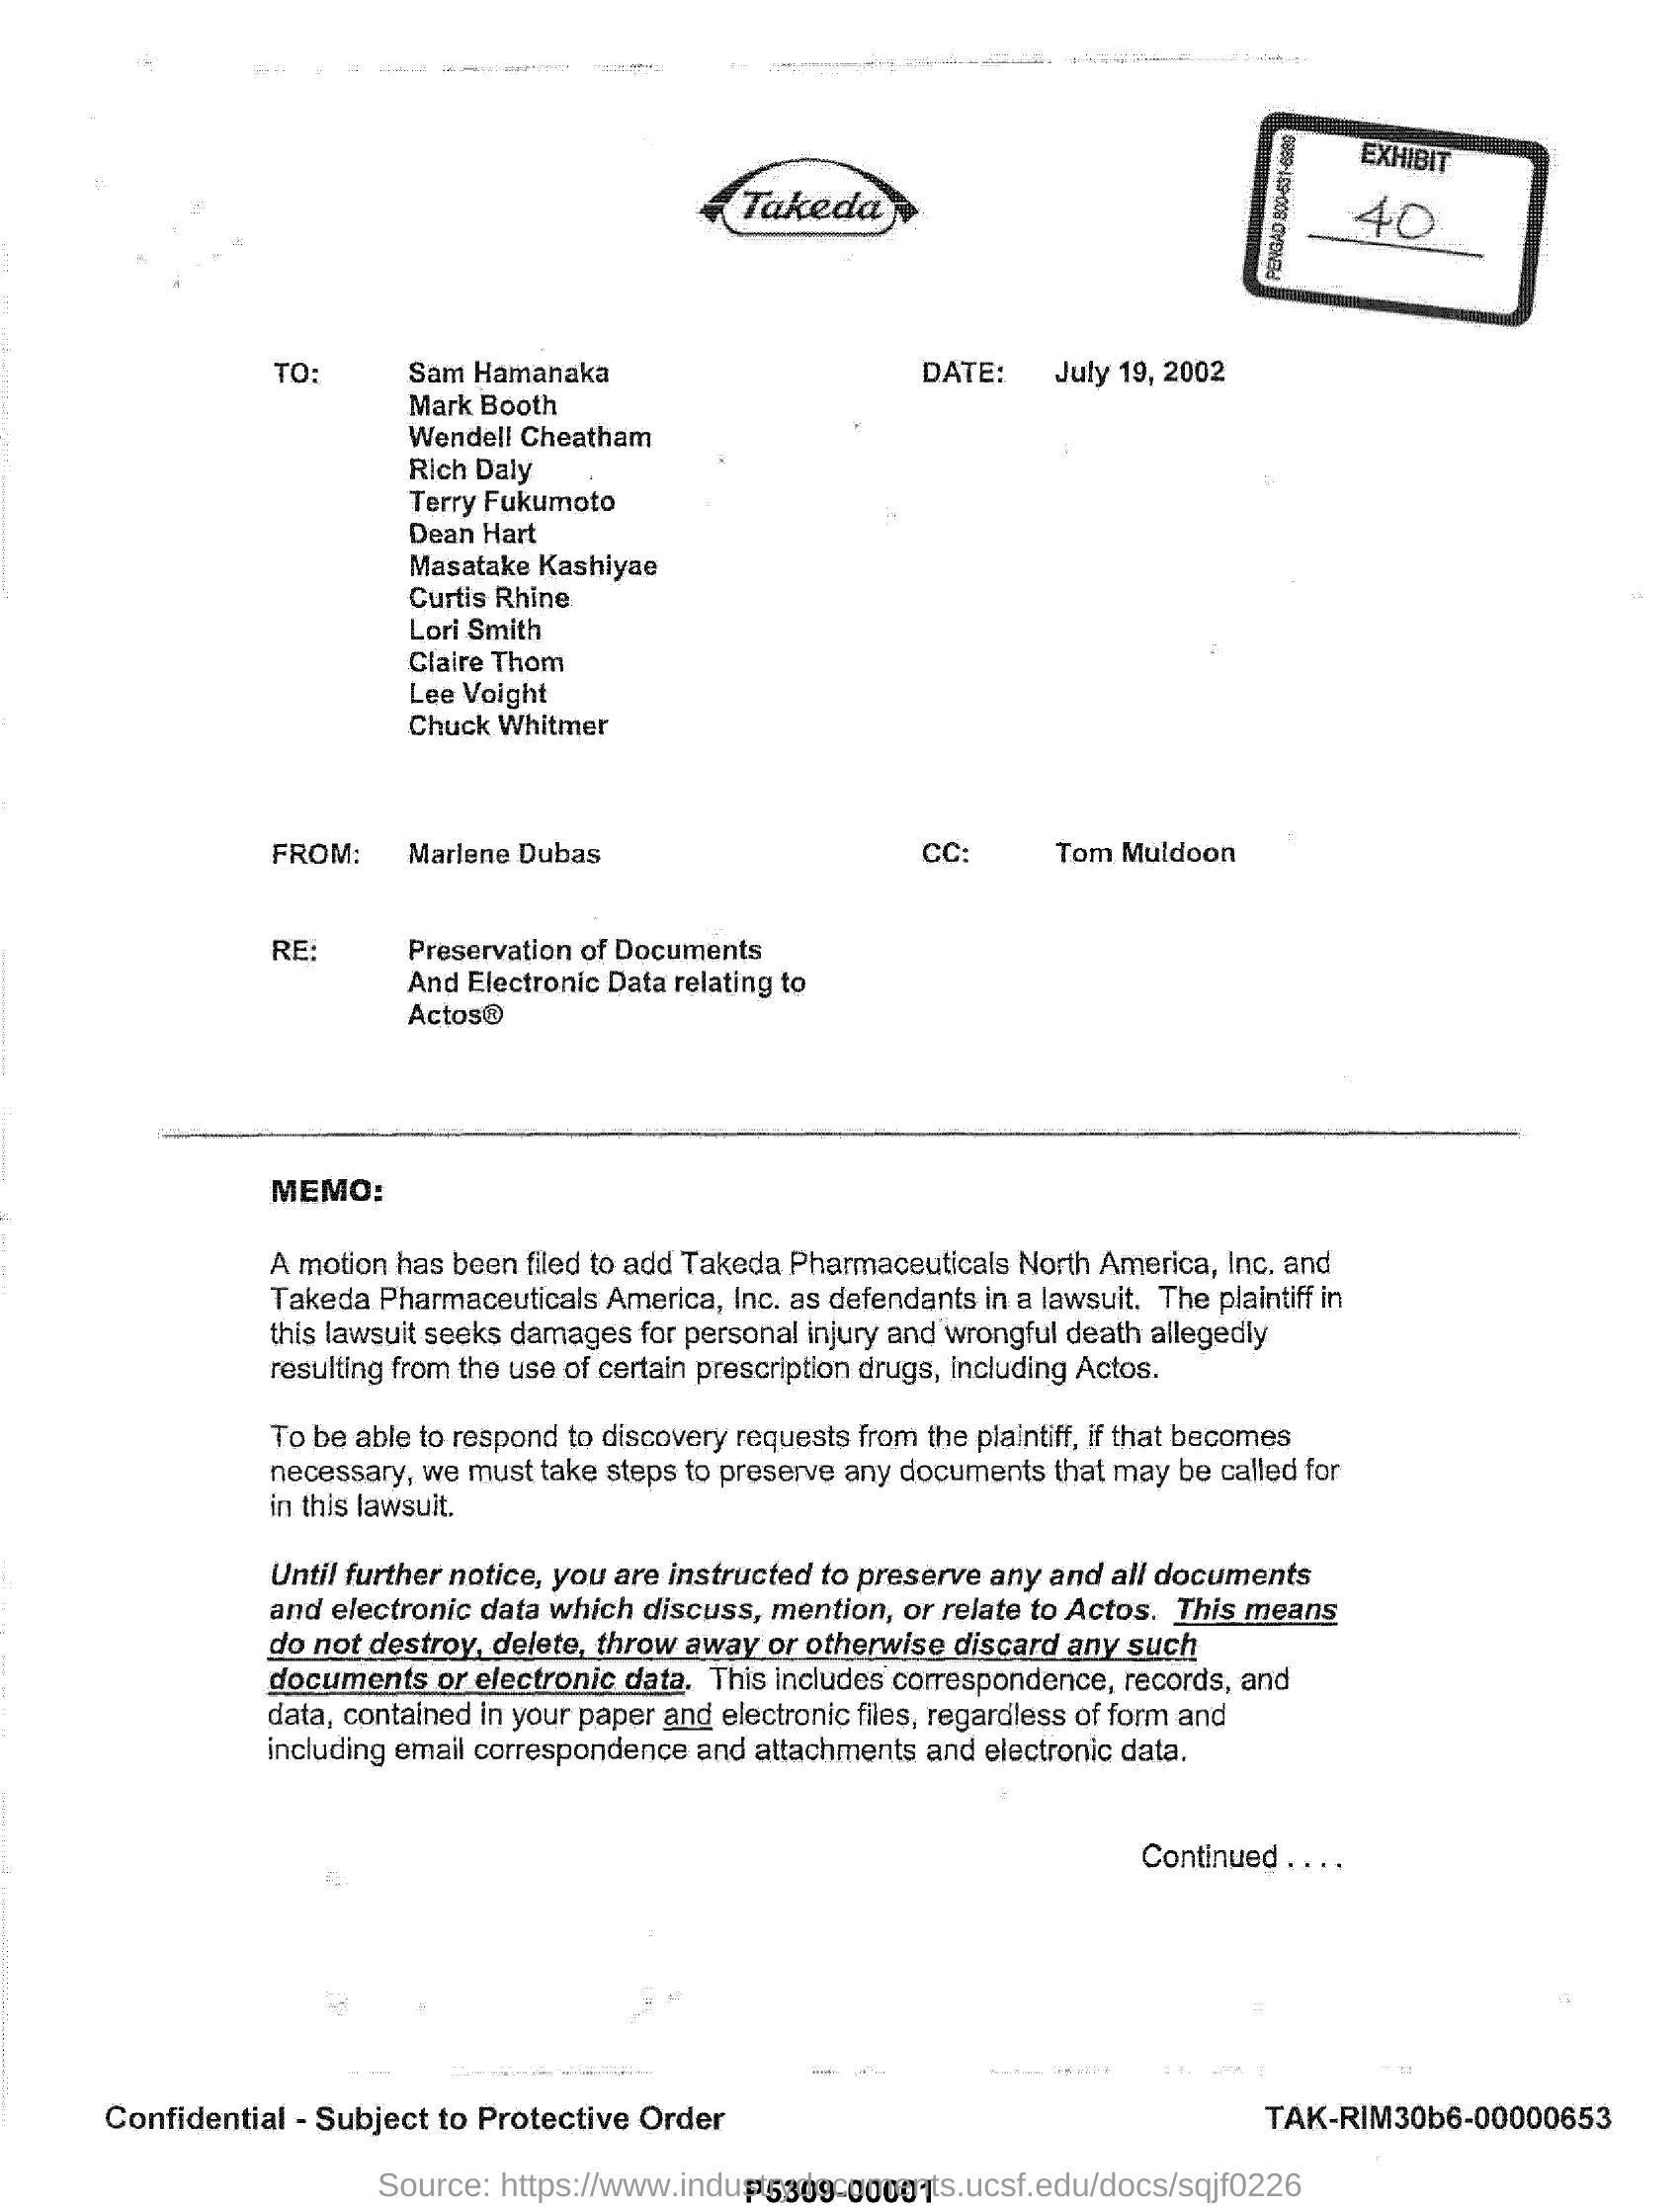 Takeda
EXHIBIT
40
PENGAD 800-631-6989
TO: Sam Hamanaka DATE: July 19, 2002
Mark Booth
Wendell Cheatham
Rich Daly
Terry Fukumoto
Dean Hart
Masatake Kashiyae
Curtis Rhine
Lori Smith
Claire Thom
Lee Voight
Chuck Whitmer
FROM: Marlene Dubas CC: Tom Muldoon
RE: Preservation of Documents
And Electronic Data relating to
Actos®
MEMO:
A motion has been filed to add Takeda Pharmaceuticals North America, Inc. and
Takeda Pharmaceuticals America, Inc. as defendants in a lawsuit. The plaintiff in
this lawsuit seeks damages for personal injury and wrongful death allegedly
resulting from the use of certain prescription drugs, including Actos.
To be able to respond to discovery requests from the plaintiff, if that becomes
necessary, we must take steps to preserve any documents that may be called for
in this lawsuit.
Until further notice, you are instructed to preserve any and all documents
and electronic data which discuss, mention, or relate to Actos. This means
do not destroy, delete, throw away or otherwise discard any such
documents or electronic data. This includes correspondence, records, and
data, contained in your paper and electronic files, regardless of form and
including email correspondence and attachments and electronic data.
Continued . . . .
Confidential - Subject to Protective Order TAK-RIM30b6-00000653
Source: https://www.industrydocuments.ucsf.edu/docs/sqjf0226
P5309-00001